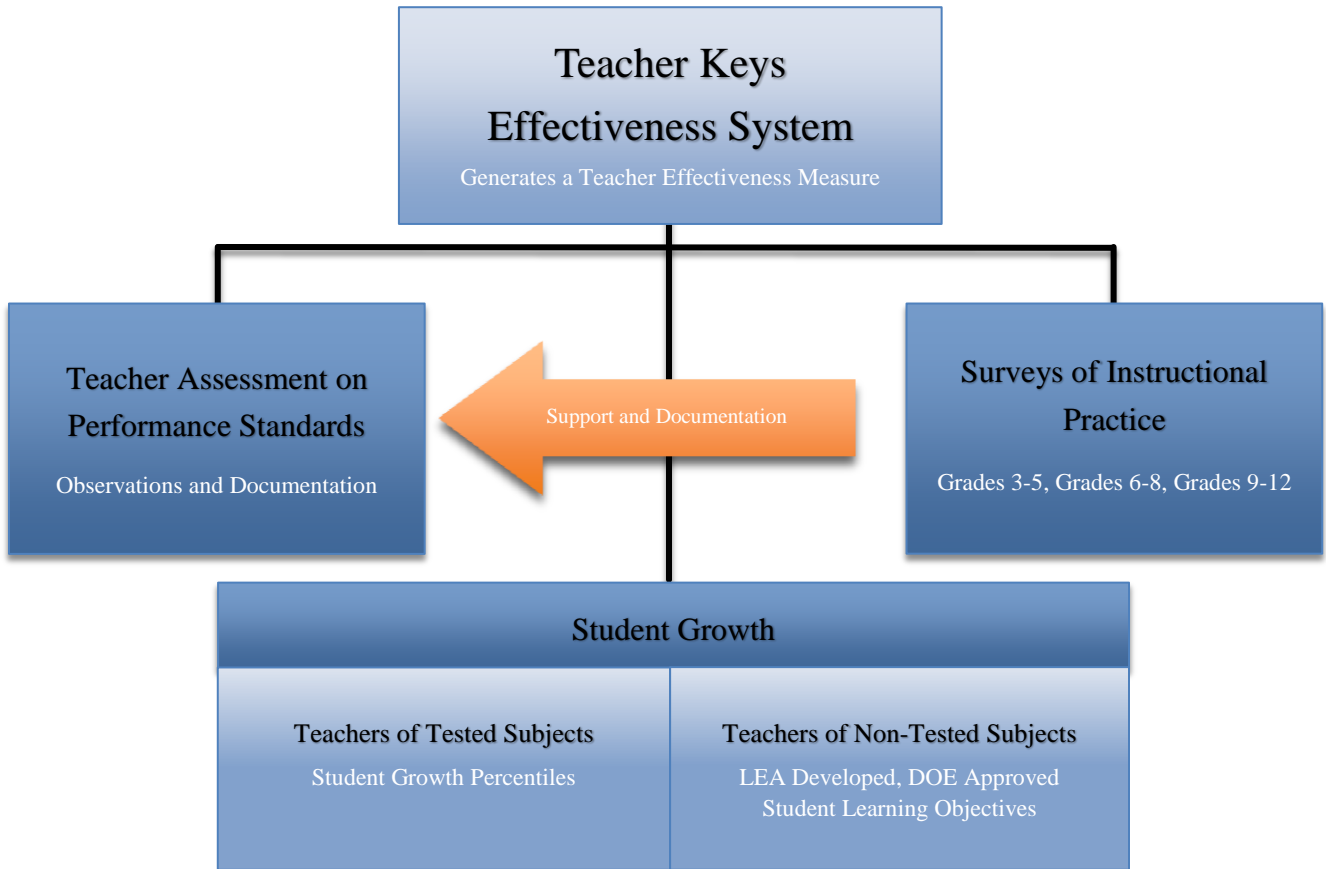 Teacher Keys
Effectiveness System
Generates a Teacher Effectiveness Measure
Teacher Assessment on
Performance Standards
Observations and Documentation
Support and Documentation
Surveys of Instructional
Practice
Grades 3-5, Grades 6-8, Grades 9-12
Student Growth
Teachers of Tested Subjects
Student Growth Percentiles
Teachers of Non-Tested Subjects
LEA Developed, DOE Approved
Student Learning Objectives